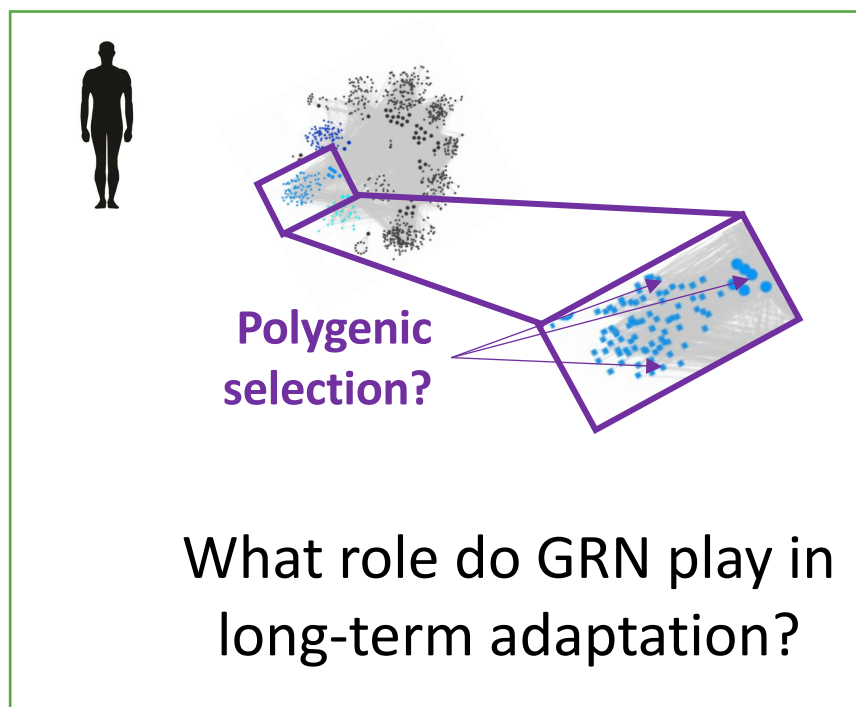 Polygenic
selection?
What role do GRN play in
long-term adaptation?